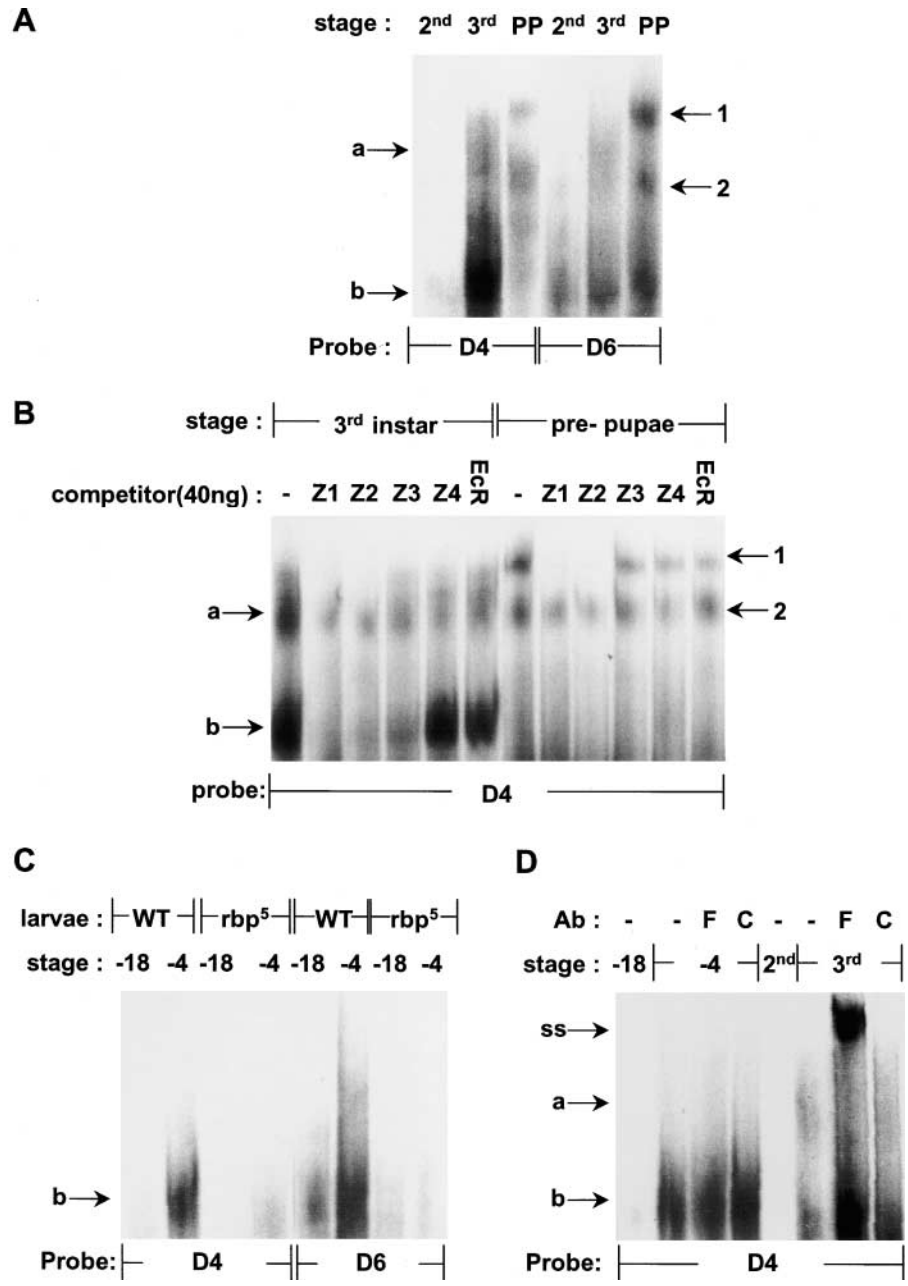 A
stage : 2nd 3rd PP 2nd 3rd PP
a
1
2
b
Probe : D4 D6
B
stage : 3rd instar pre- pupae
competitor(40ng) : - Z1 Z2 Z3 Z4 EcR - Z1 Z2 Z3 Z4 EcR
1
a 2
b
probe: D4
C
larvae : WT rbp5 WT rbp5
stage : -18 -4 -18 -4 -18 -4 -18 -4
b
Probe: D4 D6
D
Ab : - - F C - - F C
stage : -18 -4 2nd 3rd
ss
a
b
Probe: D4